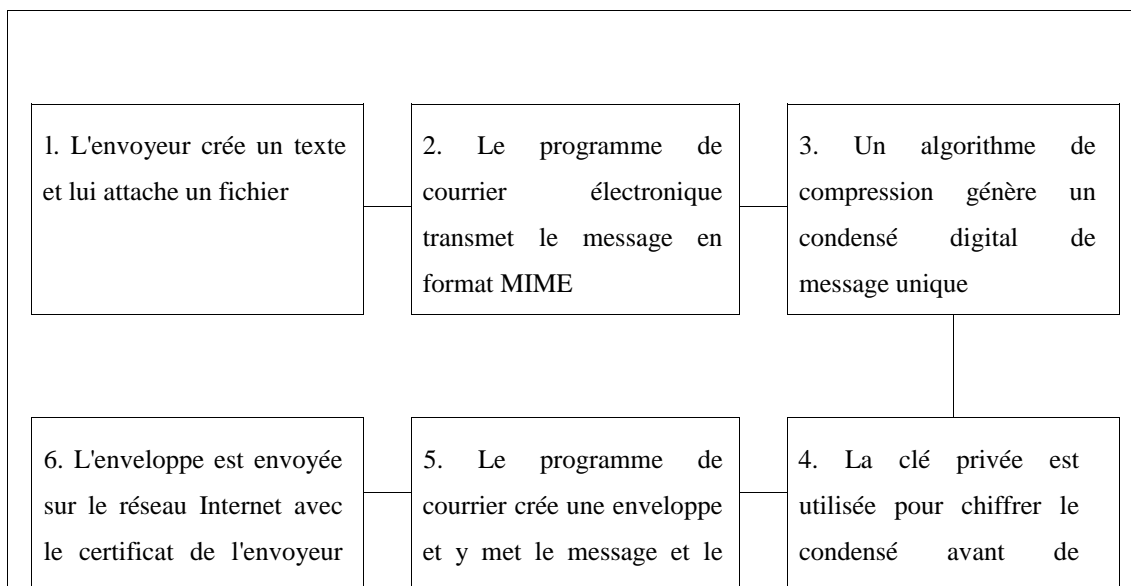 l. L'envoyeur crée un texte
et lui attache un fichier
2. Le programme de
courrier électronique
transmet le message en
format MIME
3. Un algorithme de
compression génère un
condensé digital de
message unique
4. La clé privée est
utilisée pour chiffrer le
condensé avant de
5. Le programme de
courrier crée une enveloppe
et y met le message et le
6. L'enveloppe est envoyée
sur le réseau Internet avec
le certificat de l'envoyeur